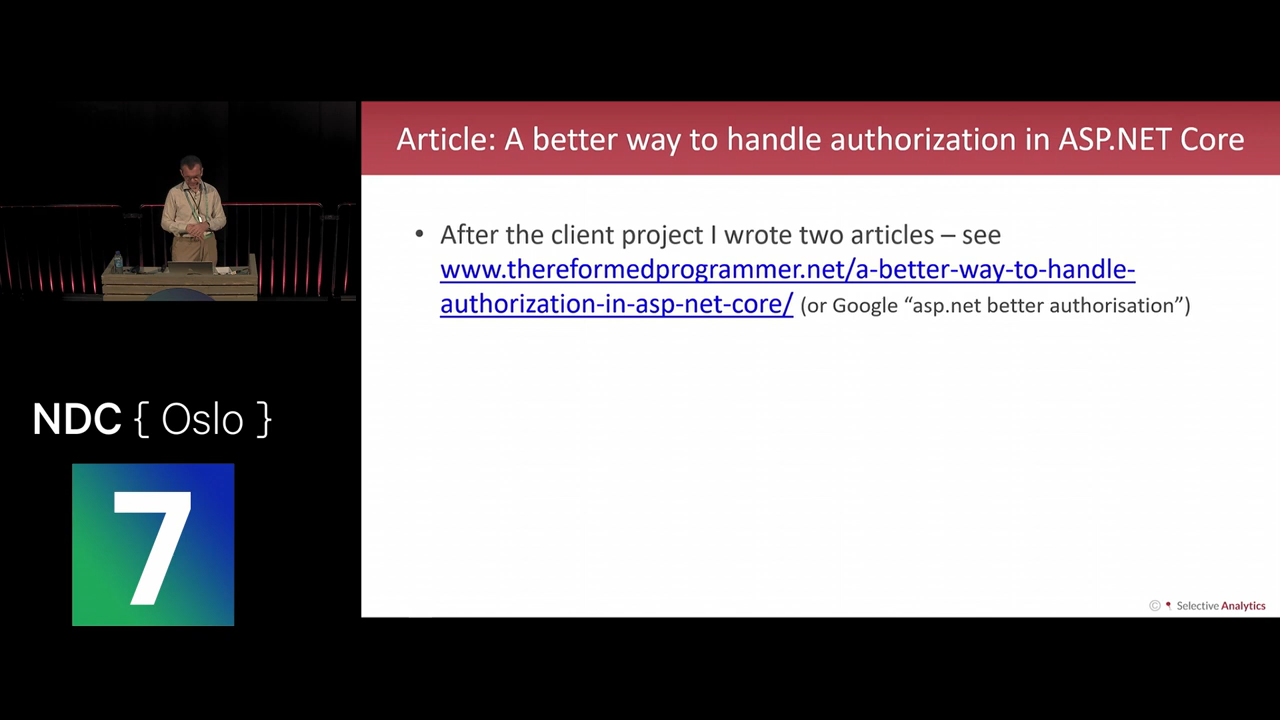 Article: A better way to handle authorization in ASP.NET Core
• After the client project I wrote two articles – see
www.thereformedprogrammer.net/a-better-way-to-handle-
authorization-in-asp-net-core/ (or Google “asp.net better authorisation”)
NDC { Oslo }
7
© Selective Analytics